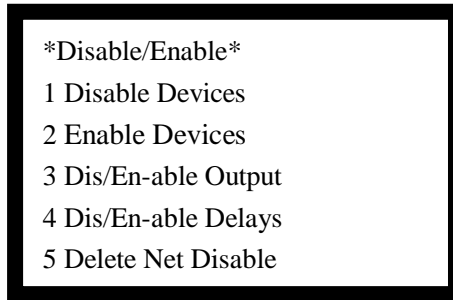 *Disable/Enable*
1 Disable Devices
2 Enable Devices
3 Dis/En-able Output
4 Dis/En-able Delays
5 Delete Net Disable